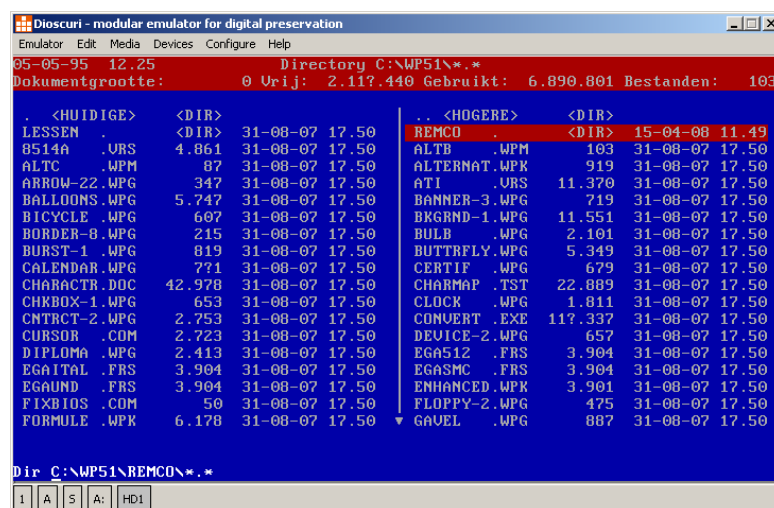 Dioscuri - modular emulator for digital preservation
Emulator Edit Media Devices Configure Help
05-05-95 12.25 Directory C:\WP51\*.*
Dokumentgrootte: 0 Vrij: 2.11?.440 Gebruikt: 6.890.801 Bestanden: 103
. <HUIDIGE> <DIR> .. <HOGERE> <DIR>
LESSEN . <DIR> 31-08-07 17.50 REMCO . <DIR> 15-04-08 11.49
8514A .VRS 4.861 31-08-07 17.50 ALTB .WPM 103 31-08-07 17.50
ALTC .WPM 87 31-08-07 17.50 ALTERNAT.WPK 919 31-08-07 17.50
ARROW-22.WPG 347 31-08-07 17.50 ATI .VRS 11.370 31-08-07 17.50
BALLOONS.WPG 5.747 31-08-07 17.50 BANNER-3.WPG 719 31-08-07 17.50
BICYCLE .WPG 607 31-08-07 17.50 BKGRND-1.WPG 11.551 31-08-07 17.50
BORDER-8.WPG 215 31-08-07 17.50 BULB .WPG 2.101 31-08-07 17.50
BURST-1 .WPG 819 31-08-07 17.50 BUTTRFLY.WPG 5.349 31-08-07 17.50
CALENDAR.WPG 7?1 31-08-07 17.50 CERTIF .WPG 679 31-08-07 17.50
CHARACTR.DOC 42.978 31-08-07 17.50 CHARMAP .TST 22.889 31-08-07 17.50
CHKBOX-1.WPG 653 31-08-07 17.50 CLOCK .WPG 1.811 31-08-07 17.50
CNTRCT-2.WPG 2.753 31-08-07 17.50 CONVERT .EXE 11?.337 31-08-07 17.50
CURSOR .COM 2.723 31-08-07 17.50 DEVICE-2.WPG 657 31-08-07 17.50
DIPLOMA .WPG 2.413 31-08-07 17.50 EGA512 .FRS 3.904 31-08-07 17.50
EGAITAL .FRS 3.904 31-08-07 17.50 EGASMC .FRS 3.904 31-08-07 17.50
EGAUND .FRS 3.904 31-08-07 17.50 ENHANCED.WPK 3.901 31-08-07 17.50
FIXBIOS .COM 50 31-08-07 17.50 FLOPPY-2.WPG 475 31-08-07 17.50
FORMULE .WPK 6.178 31-08-07 17.50 ▼ GAVEL .WPG 887 31-08-07 17.50
Dir C:\WP51\REMCO\*.*
1 A S A: HD1